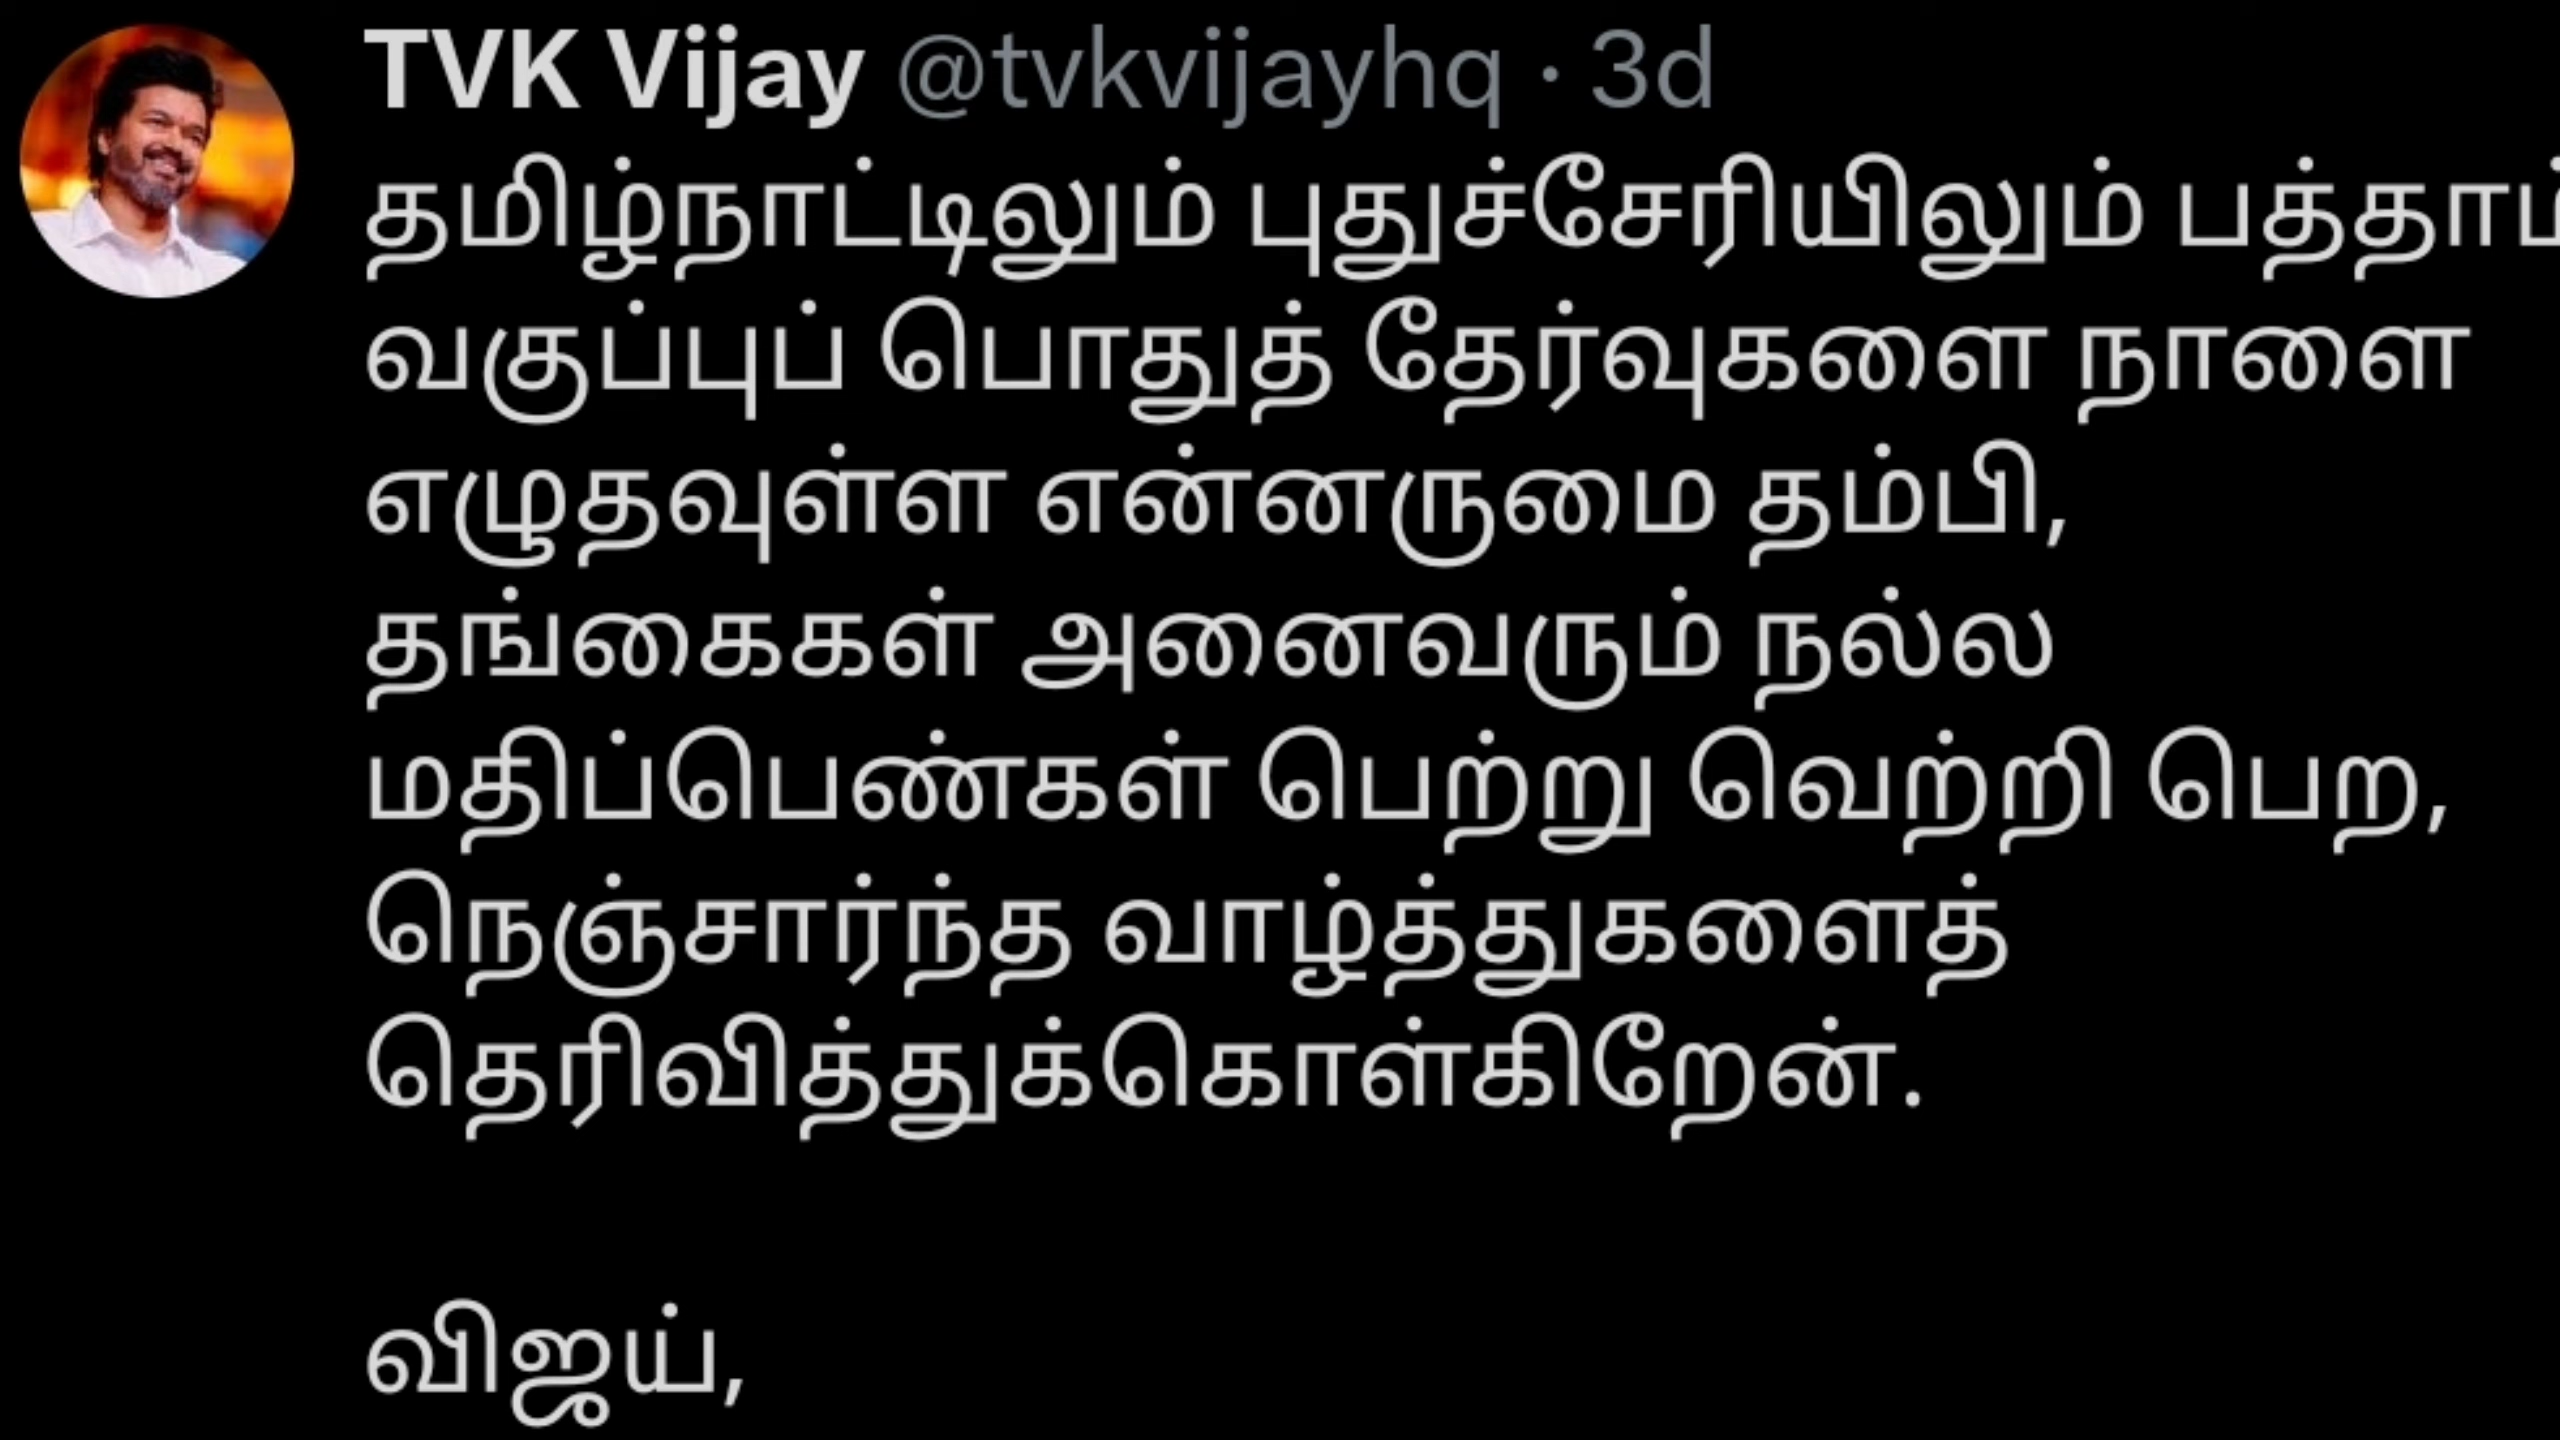 TVK Vijay @tvkvijayhq · 3d
தமிழ்நாட்டிலும் புதுச்சேரியிலும் பத்தாம்
வகுப்புப் பொதுத் தேர்வுகளை நாளை
எழுதவுள்ள என்னருமை தம்பி,
தங்கைகள் அனைவரும் நல்ல
மதிப்பெண்கள் பெற்று வெற்றி பெற,
நெஞ்சார்ந்த வாழ்த்துகளைத்
தெரிவித்துக்கொள்கிறேன்.
விஜய்,